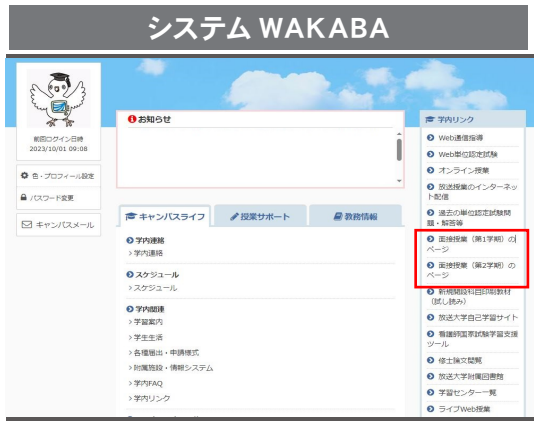 システム WAKABA
前回ログイン日時
2023/10/01 09:08
色・プロフィール設定
パスワード変更
キャンパスメール
お知らせ
キャンパスライフ
授業サポート
教務情報
学内連絡
> 学内連絡
スケジュール
> スケジュール
学内関連
> 学習案内
> 学生生活
> 各種届出・申請様式
> 附属施設・情報システム
> 学内FAQ
> 学内リンク
学内リンク
Web通信指導
Web単位認定試験
オンライン授業
放送授業のインターネッ
ト配信
過去の単位認定試験問
題・解答等
面接授業（第1学期）の
ページ
面接授業（第2学期）の
ページ
新規開設科目印刷教材
（試し読み）
放送大学自己学習サイト
看護師国家試験学習支援
ツール
修士論文閲覧
放送大学附属図書館
学習センター一覧
ライブWeb授業